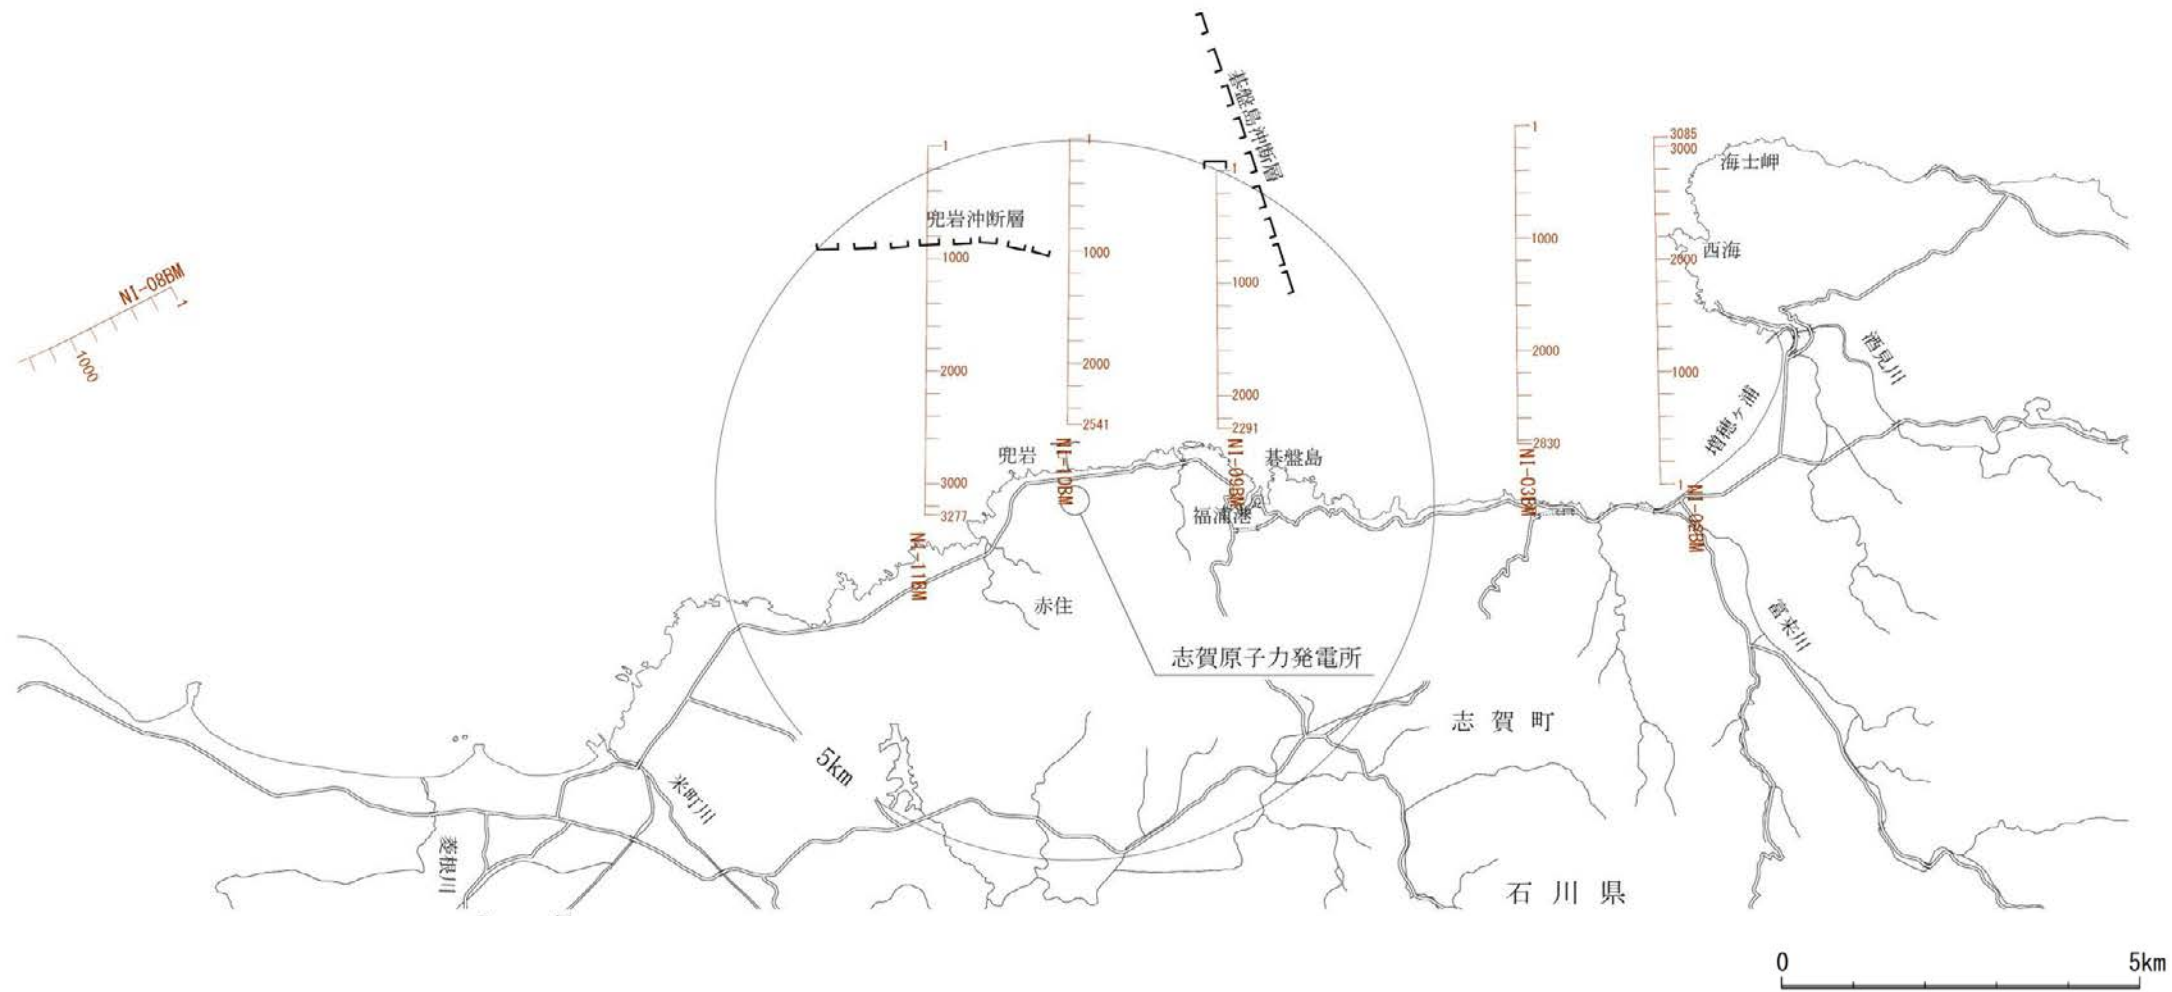 碁盤島沖断層
1
1
1
1
3085
3000
海士岬
兜岩沖断層
1000
1000
1000
1000
2000
西海
NI-08BM
1
1000
2000
2000
2000
2000
1000
酒見川
増穂ヶ浦
2541
2291
2830
1
兜岩
NI-10BM
NI-09BM
碁盤島
NI-03BM
NI-02BM
3000
3277
福浦港
NI-11BM
赤住
富来川
志賀原子力発電所
志賀町
5km
米町川
菱根川
石川県
0
5km